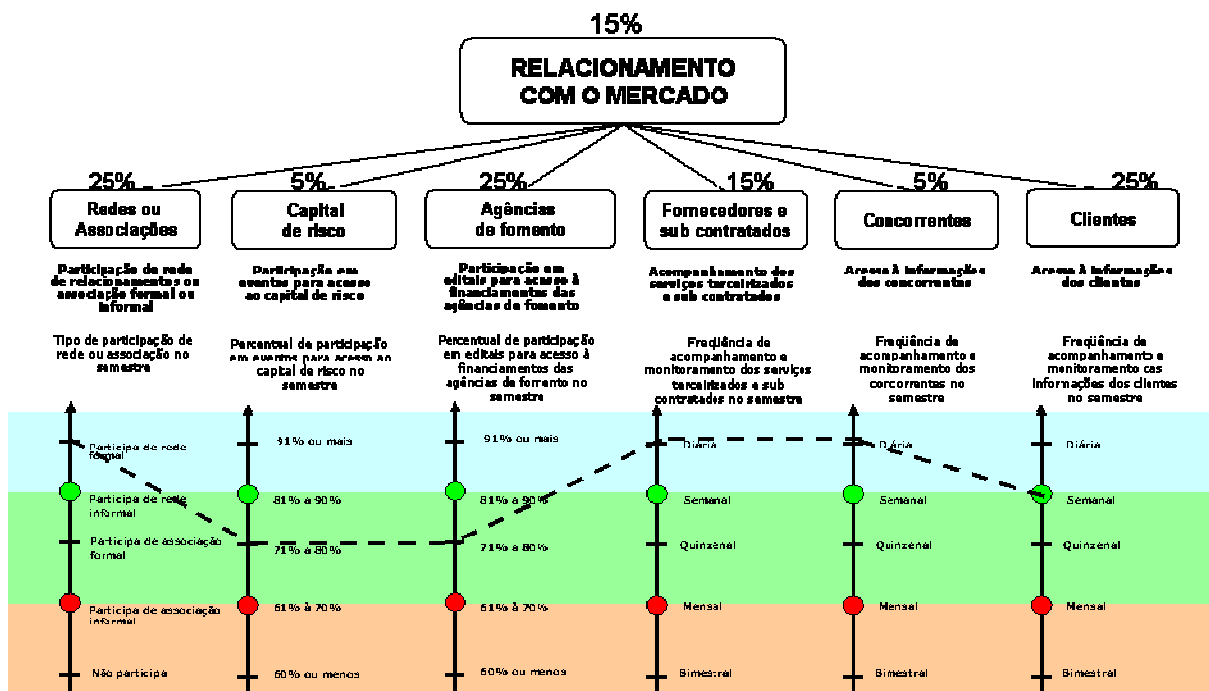 15%
RELACIONAMENTO
COM O MERCADO
25%
5%
25%
15%
5%
25%
Redes ou
Associações
Capital
de risco
Agências
de fomento
Fornecedores e
sub contratados
Concorrentes
Clientes
Participação de rede
de relacionamentos ou
associação formal ou
informal
Participação em
eventos para acesso
ao capital de risco
Participação em
editais para acesso à
financiamentos das
agências de fomento
Acompanhamento dos
serviços terceirizados
e sub contratados
Acesso à informações
dos concorrentes
Acesso à informações
dos clientes
Tipo de participação de
rede ou associação no
semestre
Percentual de participação
em eventos para acesso ao
capital de risco no
semestre
Percentual de participação
em editais para acesso à
financiamentos das
agências de fomento no
semestre
Freqüência de
acompanhamento e
monitoramento dos serviços
terceirizados e sub
contratados no semestre
Freqüência de
acompanhamento e
monitoramento dos
corcorrentes no
semestre
Freqüência de
acompanhamento e
monitoramento cas
informações dos clientes
no semestre
Participa de rede
formal
Participa de rede
informal
Participa de associação
formal
Participa de associação
informal
Não participa
91% ou mais
81% à 90%
71% à 80%
61% à 70%
60% ou menos
91% ou mais
81% à 90%
71% à 80%
61% à 70%
60% ou menos
Diária
Semanal
Quinzenal
Mensal
Bimestral
Diária
Semanal
Quinzenal
Mensal
Bimestral
Diária
Semanal
Quinzenal
Mensal
Bimestral